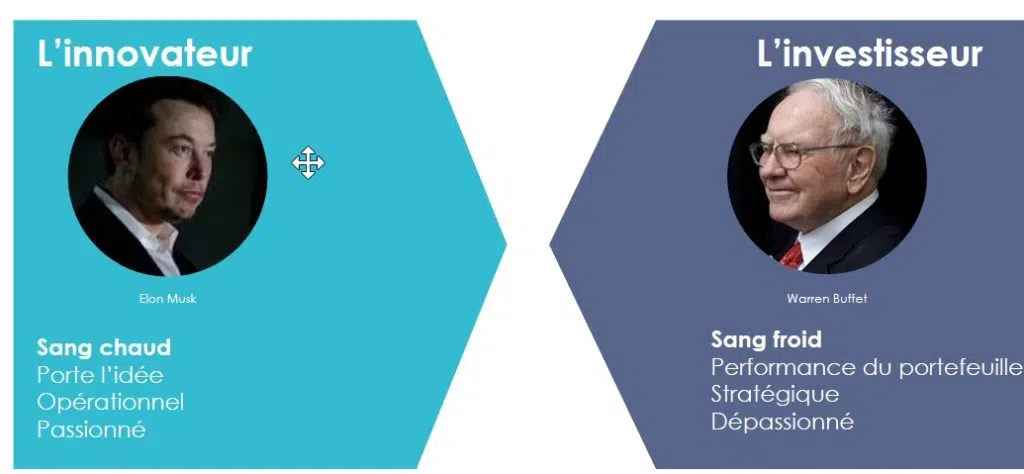 L’innovateur
Elon Musk
Sang chaud
Porte l’idée
Opérationnel
Passionné
L’investisseur
Warren Buffet
Sang froid
Performance du portefeuille
Stratégique
Dépassionné